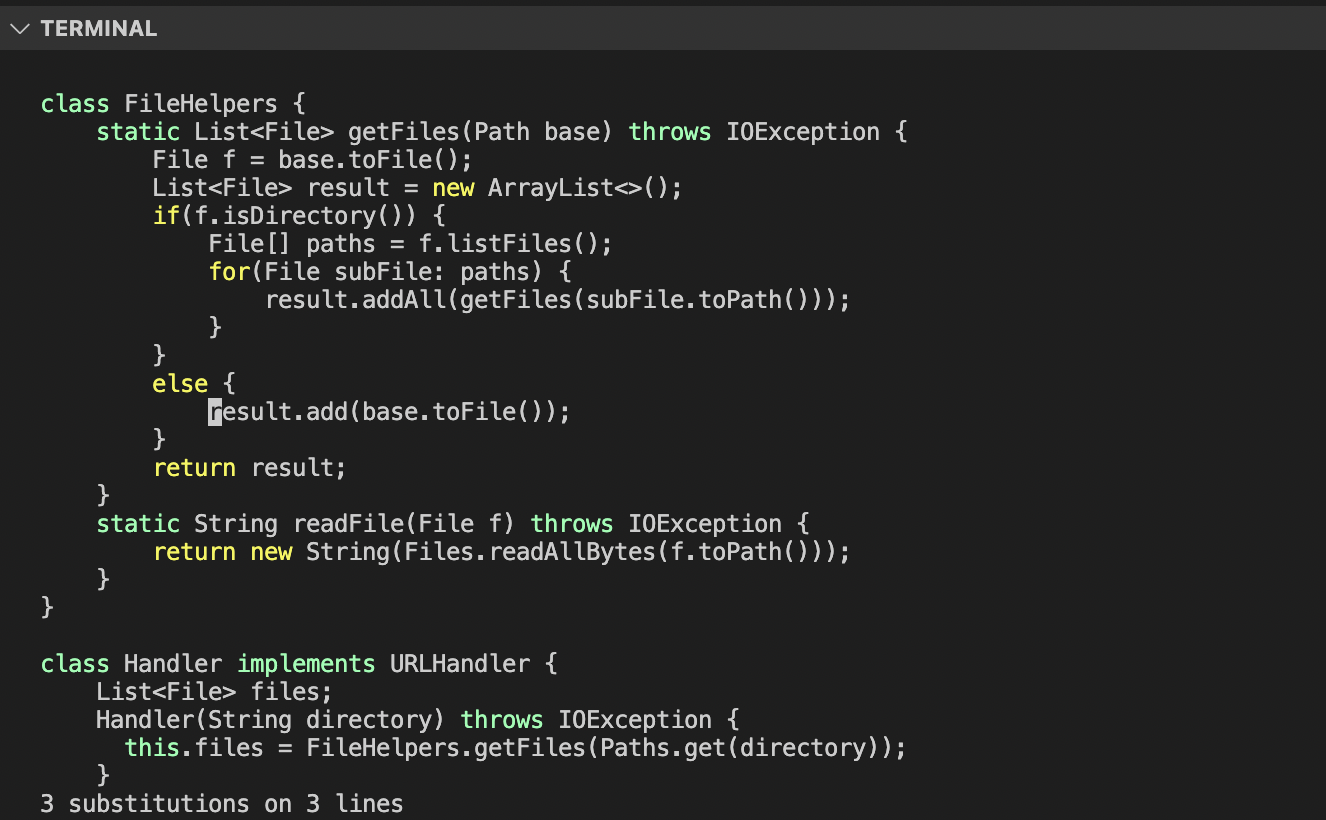 TERMINAL
class FileHelpers {
    static List<File> getFiles(Path base) throws IOException {
        File f = base.toFile();
        List<File> result = new ArrayList<>();
        if(f.isDirectory()) {
            File[] paths = f.listFiles();
            for(File subFile: paths) {
                result.addAll(getFiles(subFile.toPath()));
            }
        }
        else {
            result.add(base.toFile());
        }
        return result;
    }
    static String readFile(File f) throws IOException {
        return new String(Files.readAllBytes(f.toPath()));
    }
}

class Handler implements URLHandler {
    List<File> files;
    Handler(String directory) throws IOException {
      this.files = FileHelpers.getFiles(Paths.get(directory));
    }
3 substitutions on 3 lines